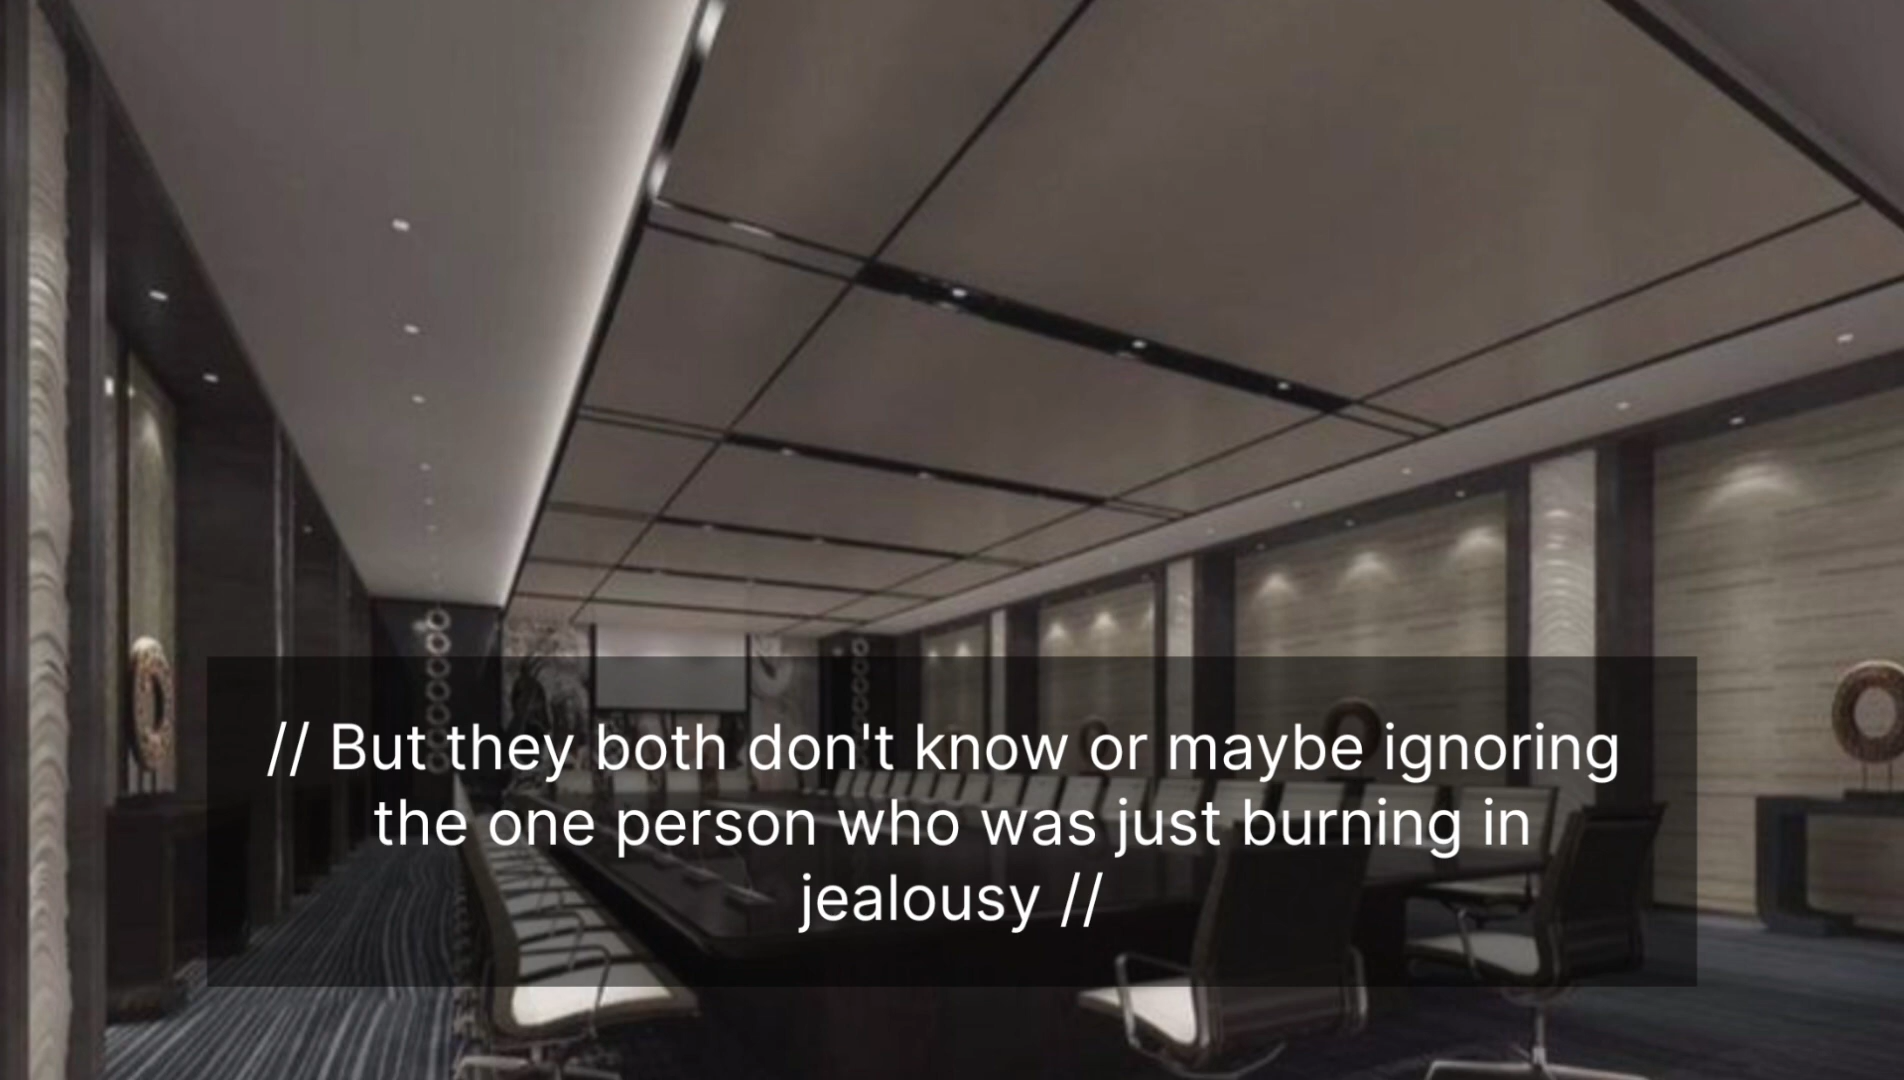 // But they both don't know or maybe ignoring
the one person who was just burning in
jealousy //